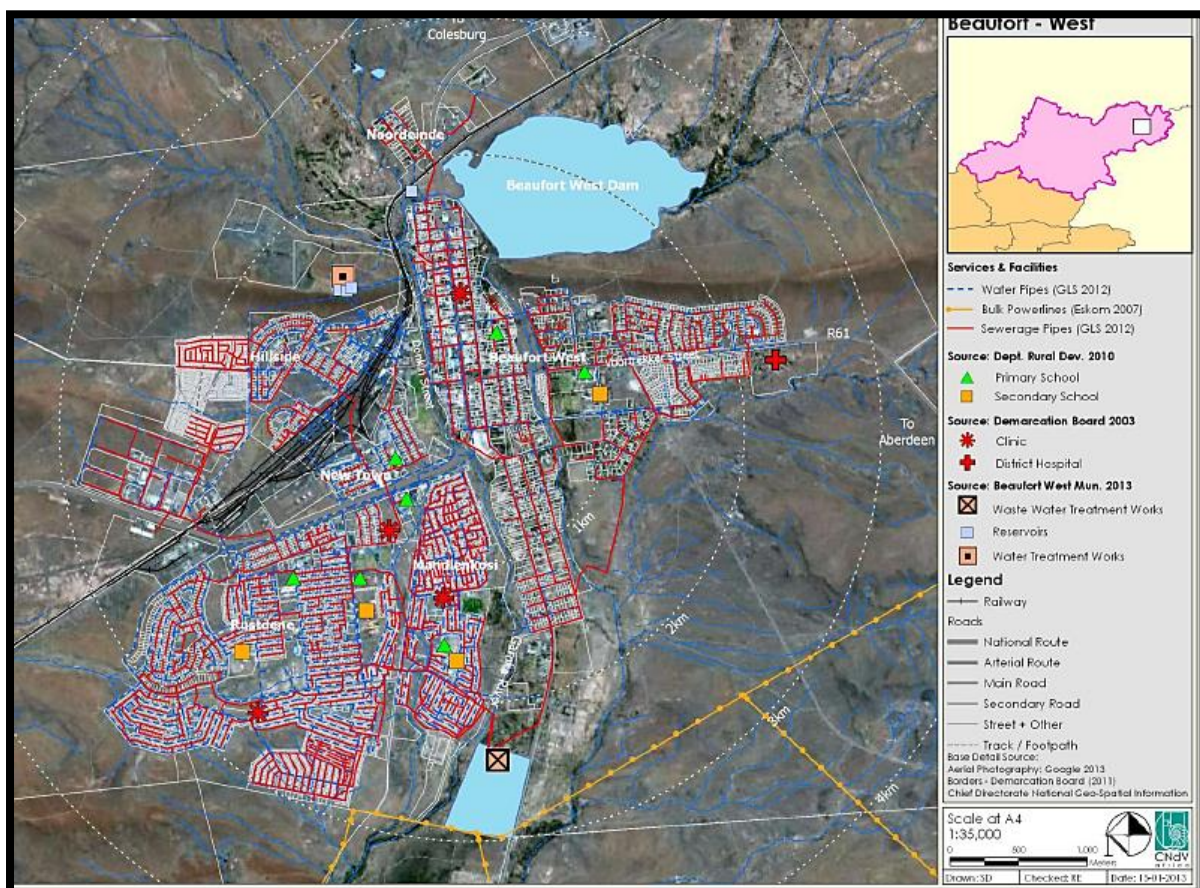 To
Colesburg
Noordeinde
Beaufort West Dam
Hillside
Beaufort West
R61
To
Aberdeen
Donkin Street
New Town
1km
Mandlenkosi
2km
Rustdene
3km
4km
Beaufort - West
Services & Facilities
Water Pipes (GLS 2012)
Bulk Powerlines (Eskom 2007)
Sewerage Pipes (GLS 2012)
Source: Dept. Rural Dev. 2010
Primary School
Secondary School
Source: Demarcation Board 2003
Clinic
District Hospital
Source: Beaufort West Mun. 2013
Waste Water Treatment Works
Reservoirs
Water Treatment Works
Legend
Railway
Roads
National Route
Arterial Route
Main Road
Secondary Road
Street + Other
Track / Footpath
Base Detail Source:
Aerial Photography: Google 2013
Borders - Demarcation Board (2011)
Chief Directorate National Geo-Spatial Information
Scale at A4
1:35,000
0 500 1,000
Meters
CNdV
africa
Drawn: SD Checked: RE Date: 15-01-2013